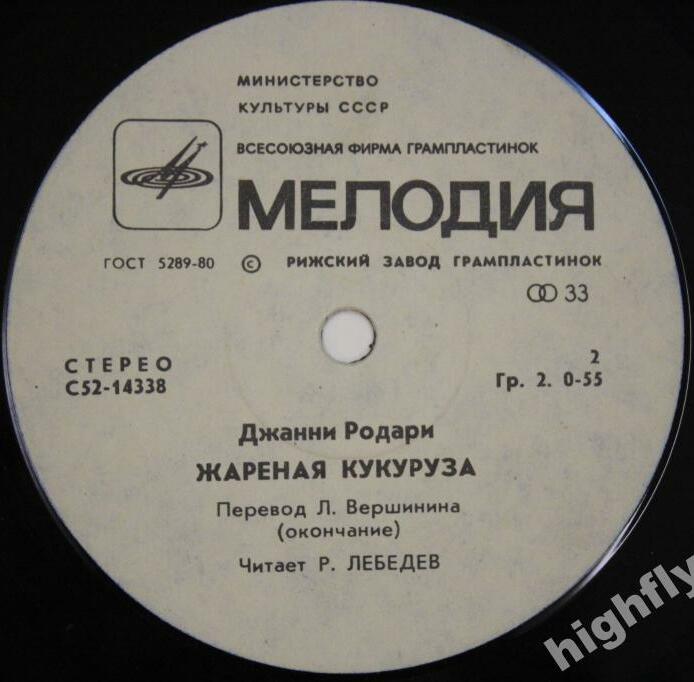 МИНИСТЕРСТВО
КУЛЬТУРЫ СССР
ВСЕСОЮЗНАЯ ФИРМА ГРАМПЛАСТИНОК
МЕЛОДИЯ
ГОСТ 5289-80 © РИЖСКИЙ ЗАВОД ГРАМПЛАСТИНОК
33
СТЕРЕО 2
С52-14338 Гр. 2. 0-55
Джанни Родари
ЖАРЕНАЯ КУКУРУЗА
Перевод Л. Вершинина
(окончание)
Читает Р. ЛЕБЕДЕВ
highfly